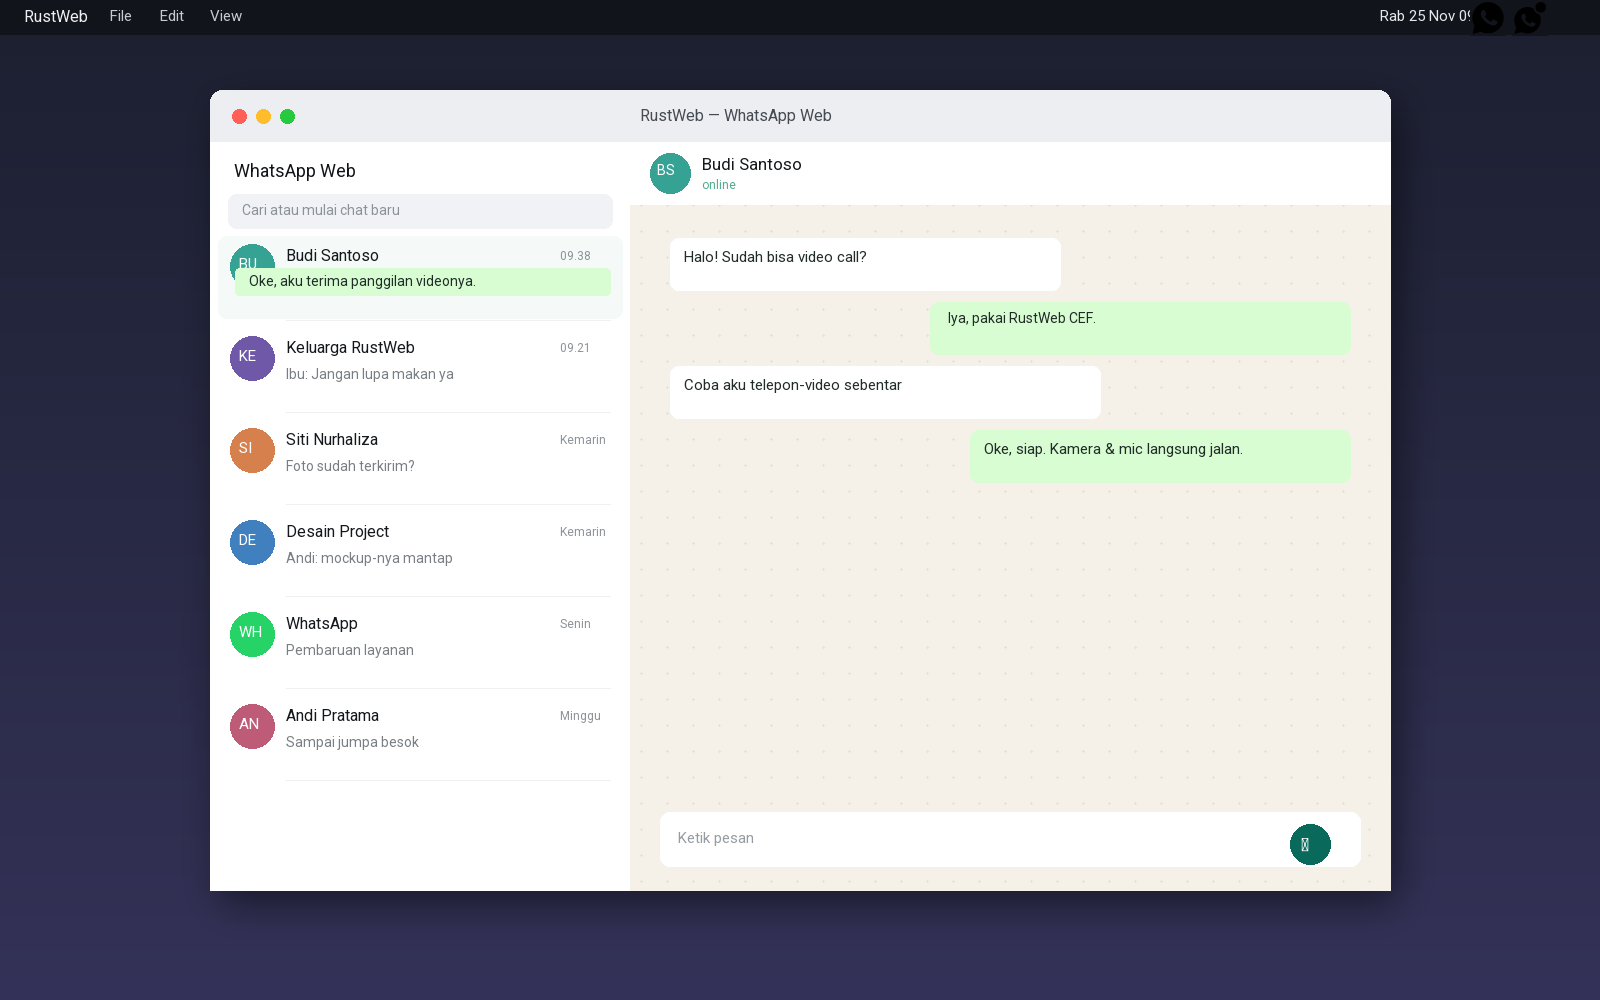 RustWeb File Edit View Rab 25 Nov
RustWeb — WhatsApp Web
WhatsApp Web
Cari atau mulai chat baru
BU Budi Santoso 09.38
Oke, aku terima panggilan videonya.
KE Keluarga RustWeb 09.21
Ibu: Jangan lupa makan ya
SI Siti Nurhaliza Kemarin
Foto sudah terkirim?
DE Desain Project Kemarin
Andi: mockup-nya mantap
WH WhatsApp Senin
Pembaruan layanan
AN Andi Pratama Minggu
Sampai jumpa besok
BS Budi Santoso
online
Halo! Sudah bisa video call?
Iya, pakai RustWeb CEF.
Coba aku telepon-video sebentar
Oke, siap. Kamera & mic langsung jalan.
Ketik pesan